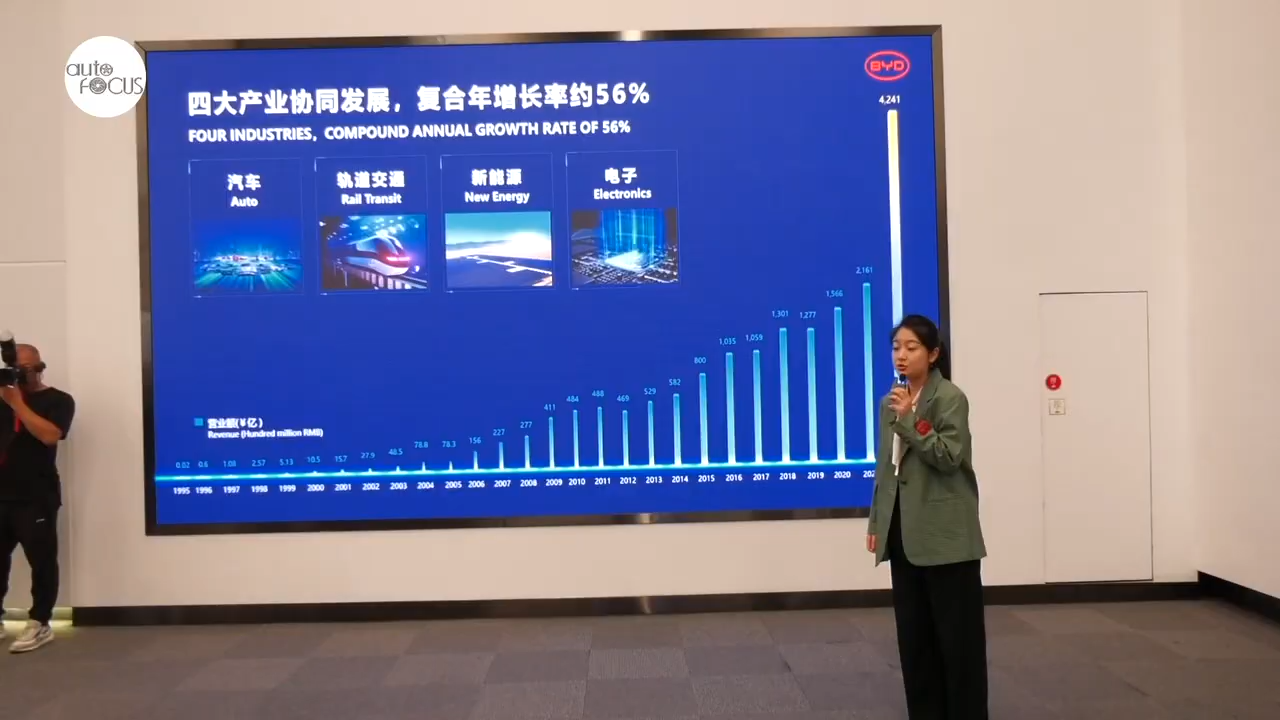 auto
FOCUS
BYD
四大产业协同发展，复合年增长率约56%
FOUR INDUSTRIES, COMPOUND ANNUAL GROWTH RATE OF 56%
汽车
Auto
轨道交通
Rail Transit
新能源
New Energy
电子
Electronics
营业额(￥亿)
Revenue (Hundred million RMB)
0.02 0.6 1.08 2.57 5.13 10.5 15.7 27.9 48.5 78.8 78.3 156 227 277 411 484 488 469 529 582 800 1,035 1,059 1,301 1,277 1,566 2,161 4,241
1995 1996 1997 1998 1999 2000 2001 2002 2003 2004 2005 2006 2007 2008 2009 2010 2011 2012 2013 2014 2015 2016 2017 2018 2019 2020 202